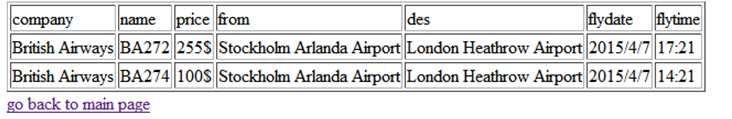 company name price from des flydate flytime
British Airways BA272 255$ Stockholm Arlanda Airport London Heathrow Airport 2015/4/7 17:21
British Airways BA274 100$ Stockholm Arlanda Airport London Heathrow Airport 2015/4/7 14:21
go back to main page